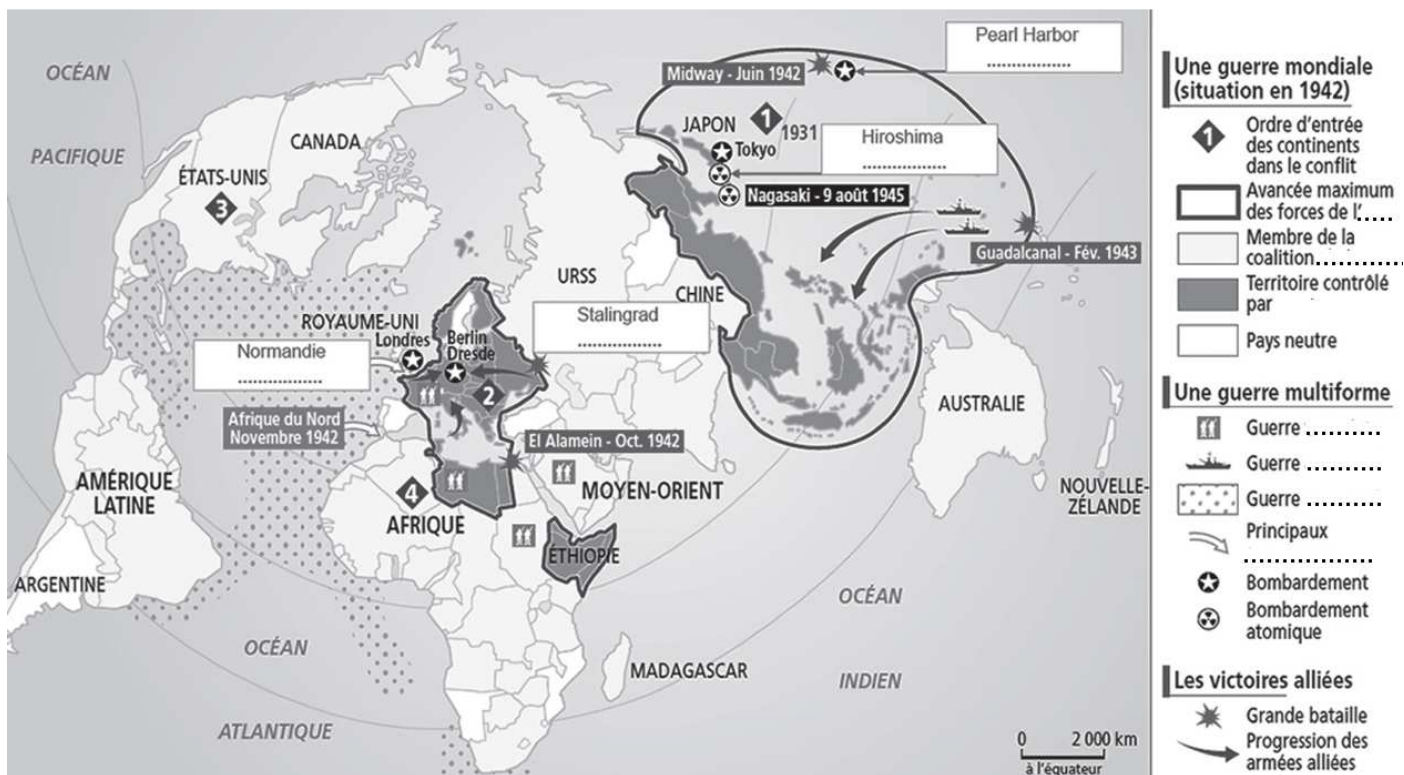 OCÉAN
PACIFIQUE
CANADA
ÉTATS-UNIS
3
Pearl Harbor
................
Midway - Juin 1942
JAPON
1
1931
Tokyo
Hiroshima
................
Nagasaki - 9 août 1945
Guadalcanal - Fév. 1943
URSS
CHINE
ROYAUME-UNI
Londres
Berlin
Dresde
Stalingrad
................
Normandie
................
2
Afrique du Nord
Novembre 1942
El Alamein - Oct. 1942
AUSTRALIE
AMÉRIQUE
LATINE
4
AFRIQUE
MOYEN-ORIENT
NOUVELLE-
ZÉLANDE
ÉTHIOPIE
ARGENTINE
OCÉAN
ATLANTIQUE
MADAGASCAR
OCÉAN
INDIEN
0 2 000 km
à l'équateur
Une guerre mondiale
(situation en 1942)
1
Ordre d'entrée
des continents
dans le conflit
Avancée maximum
des forces de l'......
Membre de la
coalition................
Territoire contrôlé
par
Pays neutre
Une guerre multiforme
Guerre .............
Guerre .............
Guerre .............
Principaux
..................
Bombardement
Bombardement
atomique
Les victoires alliées
Grande bataille
Progression des
armées alliées